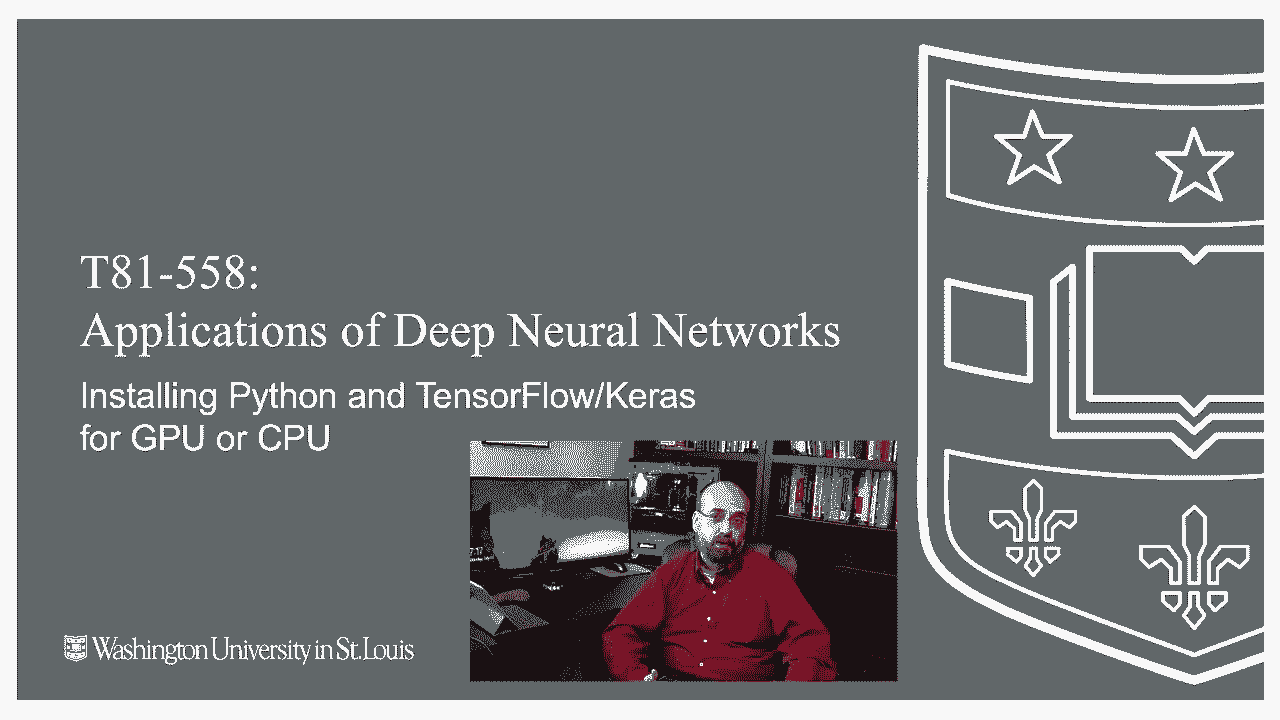 T81-558:
Applications of Deep Neural Networks
Installing Python and TensorFlow/Keras
for GPU or CPU
Washington University in St. Louis